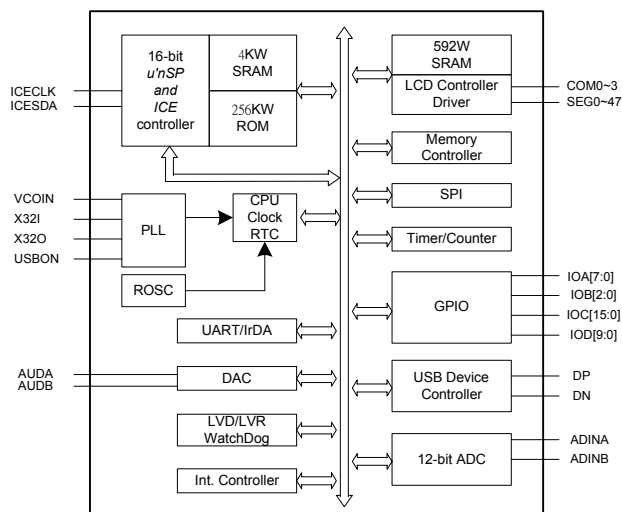 16-bit
u'nSP
and
ICE
controller
4KW
SRAM
256KW
ROM
ICECLK
ICESDA
592W
SRAM
LCD Controller
Driver
COM0~3
SEG0~47
Memory
Controller
SPI
Timer/Counter
VCOIN
X32I
X32O
USBON
PLL
CPU
Clock
RTC
ROSC
GPIO
IOA[7:0]
IOB[2:0]
IOC[15:0]
IOD[9:0]
UART/IrDA
AUDA
AUDB
DAC
USB Device
Controller
DP
DN
LVD/LVR
WatchDog
Int. Controller
12-bit ADC
ADINA
ADINB